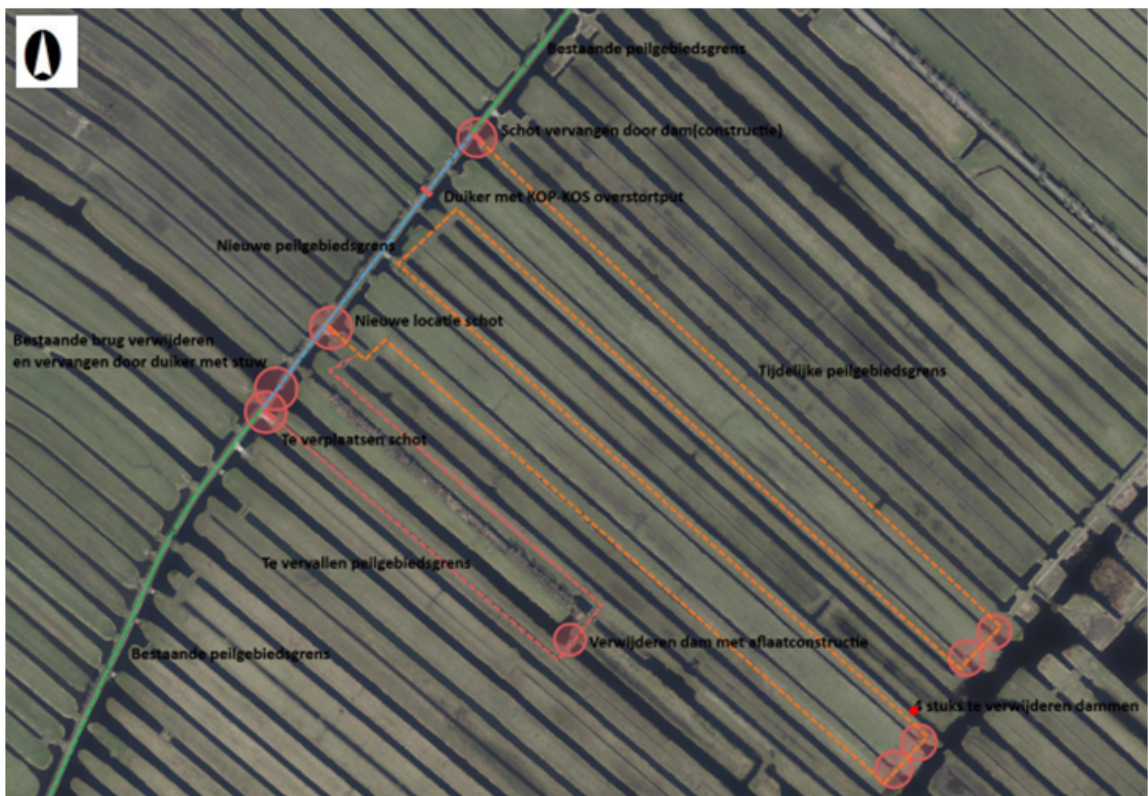 Bestaande peilgebiedsgrens
Schot vervangen door dam(constructie)
Duiker met KOP-KOS overstortput
Nieuwe peilgebiedsgrens
Nieuwe locatie schot
Bestaande brug verwijderen
en vervangen door duiker met stuw
Tijdelijke peilgebiedsgrens
Te verplaatsen schot
Te vervallen peilgebiedsgrens
Verwijderen dam met aflaatconstructie
Bestaande peilgebiedsgrens
4 stuks te verwijderen dammen